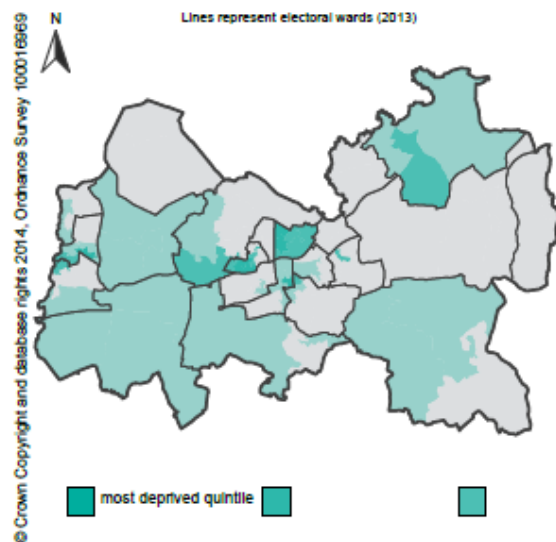 Lines represent electoral wards (2013)
N
© Crown Copyright and database rights 2014, Ordnance Survey 100016969
most deprived quintile